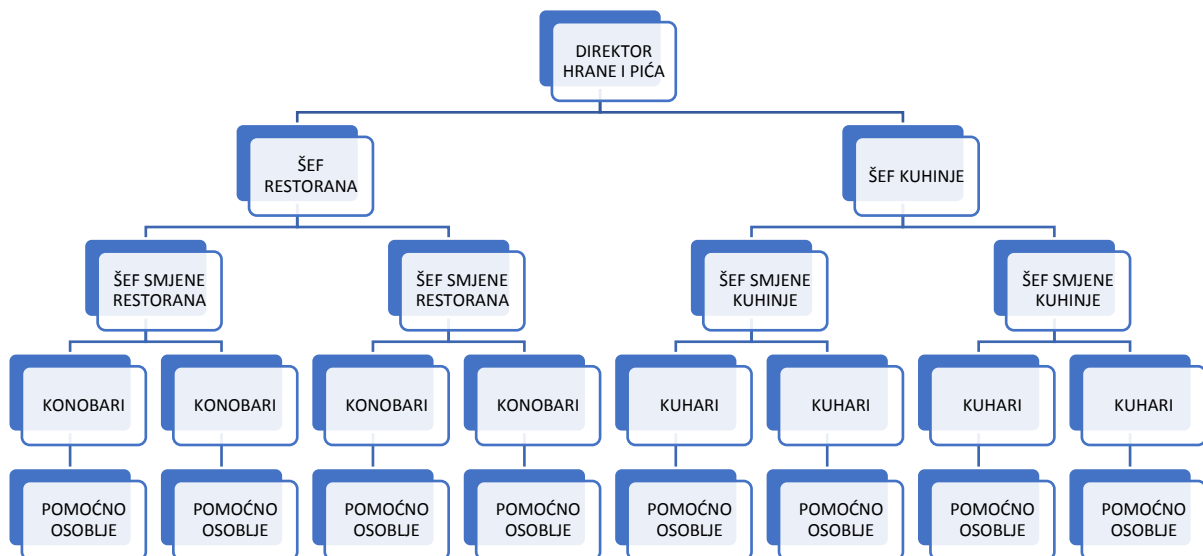 DIREKTOR
HRANE I PIĆA
ŠEF
RESTORANA
ŠEF KUHINJE
ŠEF SMJENE
RESTORANA
ŠEF SMJENE
RESTORANA
ŠEF SMJENE
KUHINJE
ŠEF SMJENE
KUHINJE
KONOBARI
KONOBARI
KONOBARI
KONOBARI
KUHARI
KUHARI
KUHARI
KUHARI
POMOĆNO
OSOBLJE
POMOĆNO
OSOBLJE
POMOĆNO
OSOBLJE
POMOĆNO
OSOBLJE
POMOĆNO
OSOBLJE
POMOĆNO
OSOBLJE
POMOĆNO
OSOBLJE
POMOĆNO
OSOBLJE